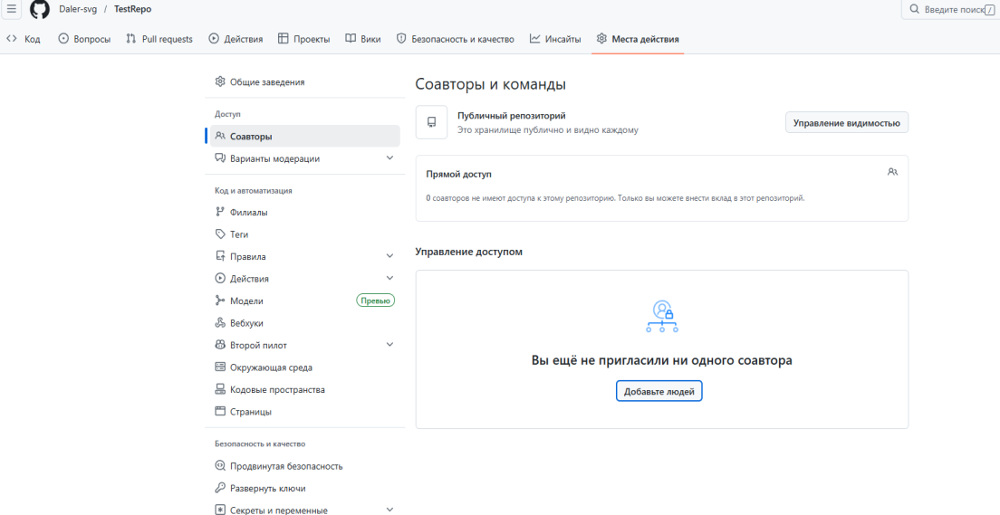 Daler-svg / TestRepo
Введите поиск /
Код Вопросы Pull requests Действия Проекты Вики Безопасность и качество Инсайты Места действия
Общие заведения
Доступ
Соавторы
Варианты модерации
Код и автоматизация
Филиалы
Теги
Правила
Действия
Модели Превью
Вебхуки
Второй пилот
Окружающая среда
Кодовые пространства
Страницы
Безопасность и качество
Продвинутая безопасность
Развернуть ключи
Секреты и переменные
Соавторы и команды
Публичный репозиторий
Это хранилище публично и видно каждому
Управление видимостью
Прямой доступ
0 соавторов не имеют доступа к этому репозиторию. Только вы можете внести вклад в этот репозиторий.
Управление доступом
Вы ещё не пригласили ни одного соавтора
Добавьте людей